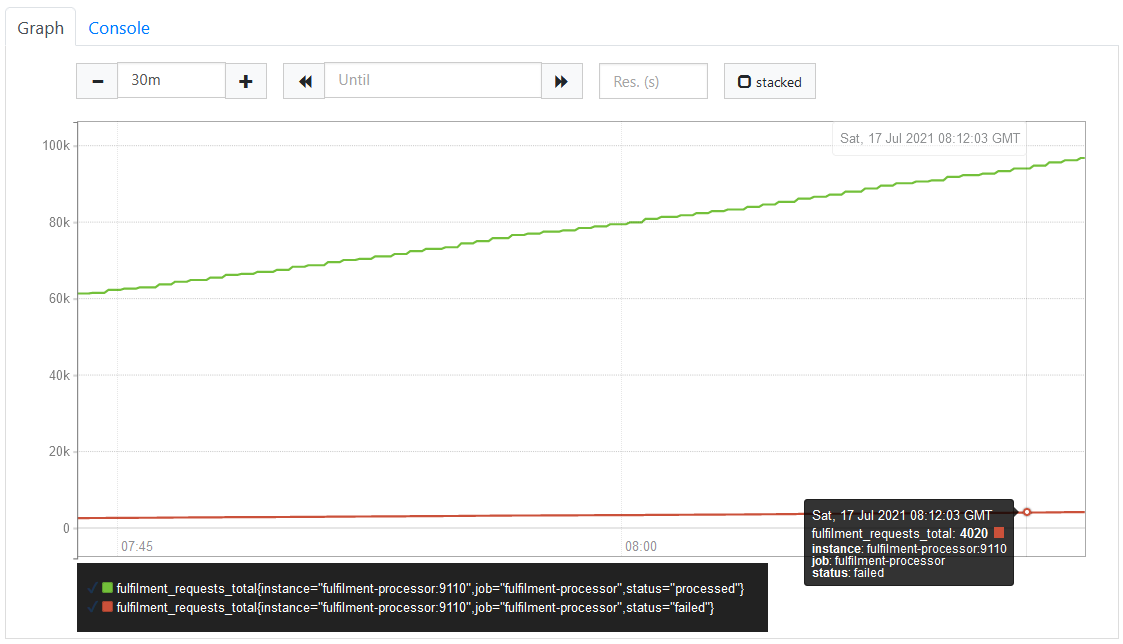 Graph Console
− 30m + Until Res. (s) stacked
Sat, 17 Jul 2021 08:12:03 GMT
100k
80k
60k
40k
20k
0
07:45 08:00
Sat, 17 Jul 2021 08:12:03 GMT
fulfilment_requests_total: 4020
instance: fulfilment-processor:9110
job: fulfilment-processor
status: failed
✓ fulfilment_requests_total{instance="fulfilment-processor:9110",job="fulfilment-processor",status="processed"}
✓ fulfilment_requests_total{instance="fulfilment-processor:9110",job="fulfilment-processor",status="failed"}